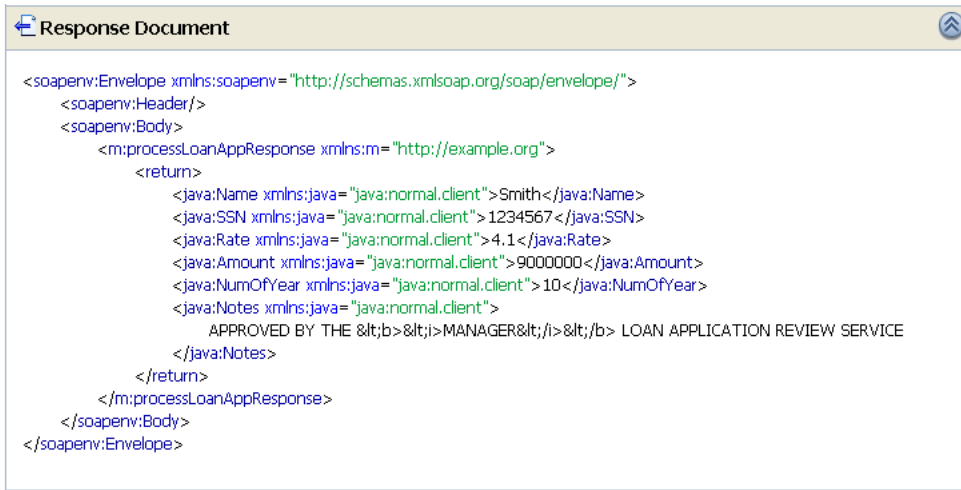 Response Document
<soapenv:Envelope xmlns:soapenv="http://schemas.xmlsoap.org/soap/envelope/">
<soapenv:Header/>
<soapenv:Body>
<m:processLoanAppResponse xmlns:m="http://example.org">
<return>
<java:Name xmlns:java="java:normal.client">Smith</java:Name>
<java:SSN xmlns:java="java:normal.client">1234567</java:SSN>
<java:Rate xmlns:java="java:normal.client">4.1</java:Rate>
<java:Amount xmlns:java="java:normal.client">9000000</java:Amount>
<java:NumOfYear xmlns:java="java:normal.client">10</java:NumOfYear>
<java:Notes xmlns:java="java:normal.client">
APPROVED BY THE &lt;b>&lt;i>MANAGER&lt;/i>&lt;/b> LOAN APPLICATION REVIEW SERVICE
</java:Notes>
</return>
</m:processLoanAppResponse>
</soapenv:Body>
</soapenv:Envelope>